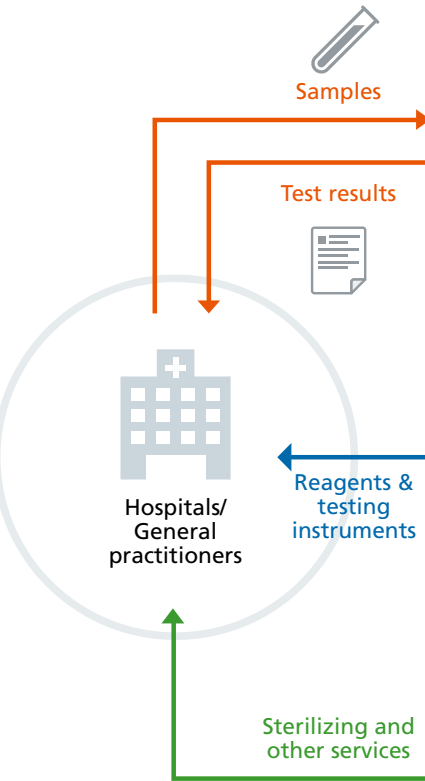 Samples
Test results
Hospitals/
General
practitioners
Reagents &
testing
instruments
Sterilizing and
other services